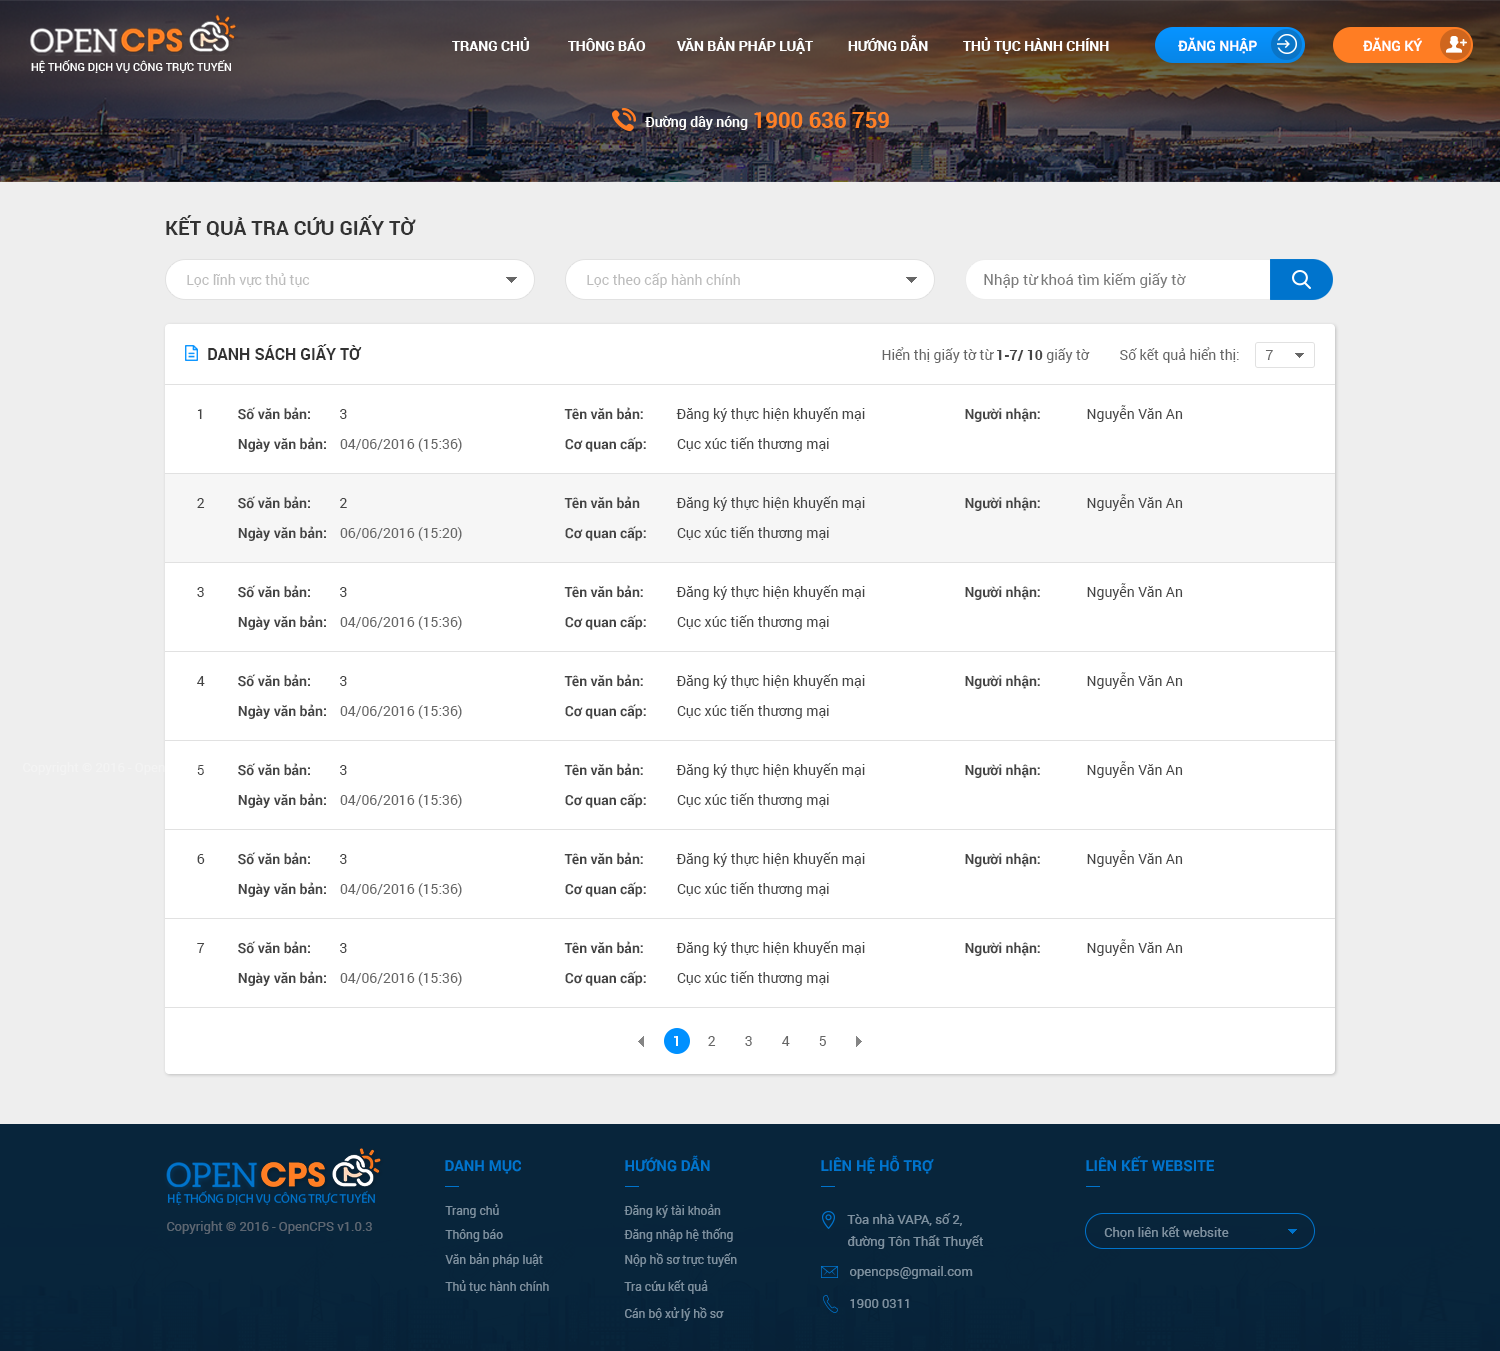 OPENCPS
HỆ THỐNG DỊCH VỤ CÔNG TRỰC TUYẾN
TRANG CHỦ
THÔNG BÁO
VĂN BẢN PHÁP LUẬT
HƯỚNG DẪN
THỦ TỤC HÀNH CHÍNH
ĐĂNG NHẬP
ĐĂNG KÝ
Đường dây nóng 1900 636 759
KẾT QUẢ TRA CỨU GIẤY TỜ
Lọc lĩnh vực thủ tục
Lọc theo cấp hành chính
Nhập từ khoá tìm kiếm giấy tờ
DANH SÁCH GIẤY TỜ
Hiển thị giấy tờ từ 1-7/ 10 giấy tờ
Số kết quả hiển thị: 7
1 Số văn bản: 3 Tên văn bản: Đăng ký thực hiện khuyến mại Người nhận: Nguyễn Văn An
Ngày văn bản: 04/06/2016 (15:36) Cơ quan cấp: Cục xúc tiến thương mại
2 Số văn bản: 2 Tên văn bản Đăng ký thực hiện khuyến mại Người nhận: Nguyễn Văn An
Ngày văn bản: 06/06/2016 (15:20) Cơ quan cấp: Cục xúc tiến thương mại
3 Số văn bản: 3 Tên văn bản: Đăng ký thực hiện khuyến mại Người nhận: Nguyễn Văn An
Ngày văn bản: 04/06/2016 (15:36) Cơ quan cấp: Cục xúc tiến thương mại
4 Số văn bản: 3 Tên văn bản: Đăng ký thực hiện khuyến mại Người nhận: Nguyễn Văn An
Ngày văn bản: 04/06/2016 (15:36) Cơ quan cấp: Cục xúc tiến thương mại
Copyright © 2016 - Open
5 Số văn bản: 3 Tên văn bản: Đăng ký thực hiện khuyến mại Người nhận: Nguyễn Văn An
Ngày văn bản: 04/06/2016 (15:36) Cơ quan cấp: Cục xúc tiến thương mại
6 Số văn bản: 3 Tên văn bản: Đăng ký thực hiện khuyến mại Người nhận: Nguyễn Văn An
Ngày văn bản: 04/06/2016 (15:36) Cơ quan cấp: Cục xúc tiến thương mại
7 Số văn bản: 3 Tên văn bản: Đăng ký thực hiện khuyến mại Người nhận: Nguyễn Văn An
Ngày văn bản: 04/06/2016 (15:36) Cơ quan cấp: Cục xúc tiến thương mại
1 2 3 4 5
OPENCPS
HỆ THỐNG DỊCH VỤ CÔNG TRỰC TUYẾN
Copyright © 2016 - OpenCPS v1.0.3
DANH MỤC
Trang chủ
Thông báo
Văn bản pháp luật
Thủ tục hành chính
HƯỚNG DẪN
Đăng ký tài khoản
Đăng nhập hệ thống
Nộp hồ sơ trực tuyến
Tra cứu kết quả
Cán bộ xử lý hồ sơ
LIÊN HỆ HỖ TRỢ
Tòa nhà VAPA, số 2,
đường Tôn Thất Thuyết
opencps@gmail.com
1900 0311
LIÊN KẾT WEBSITE
Chọn liên kết website